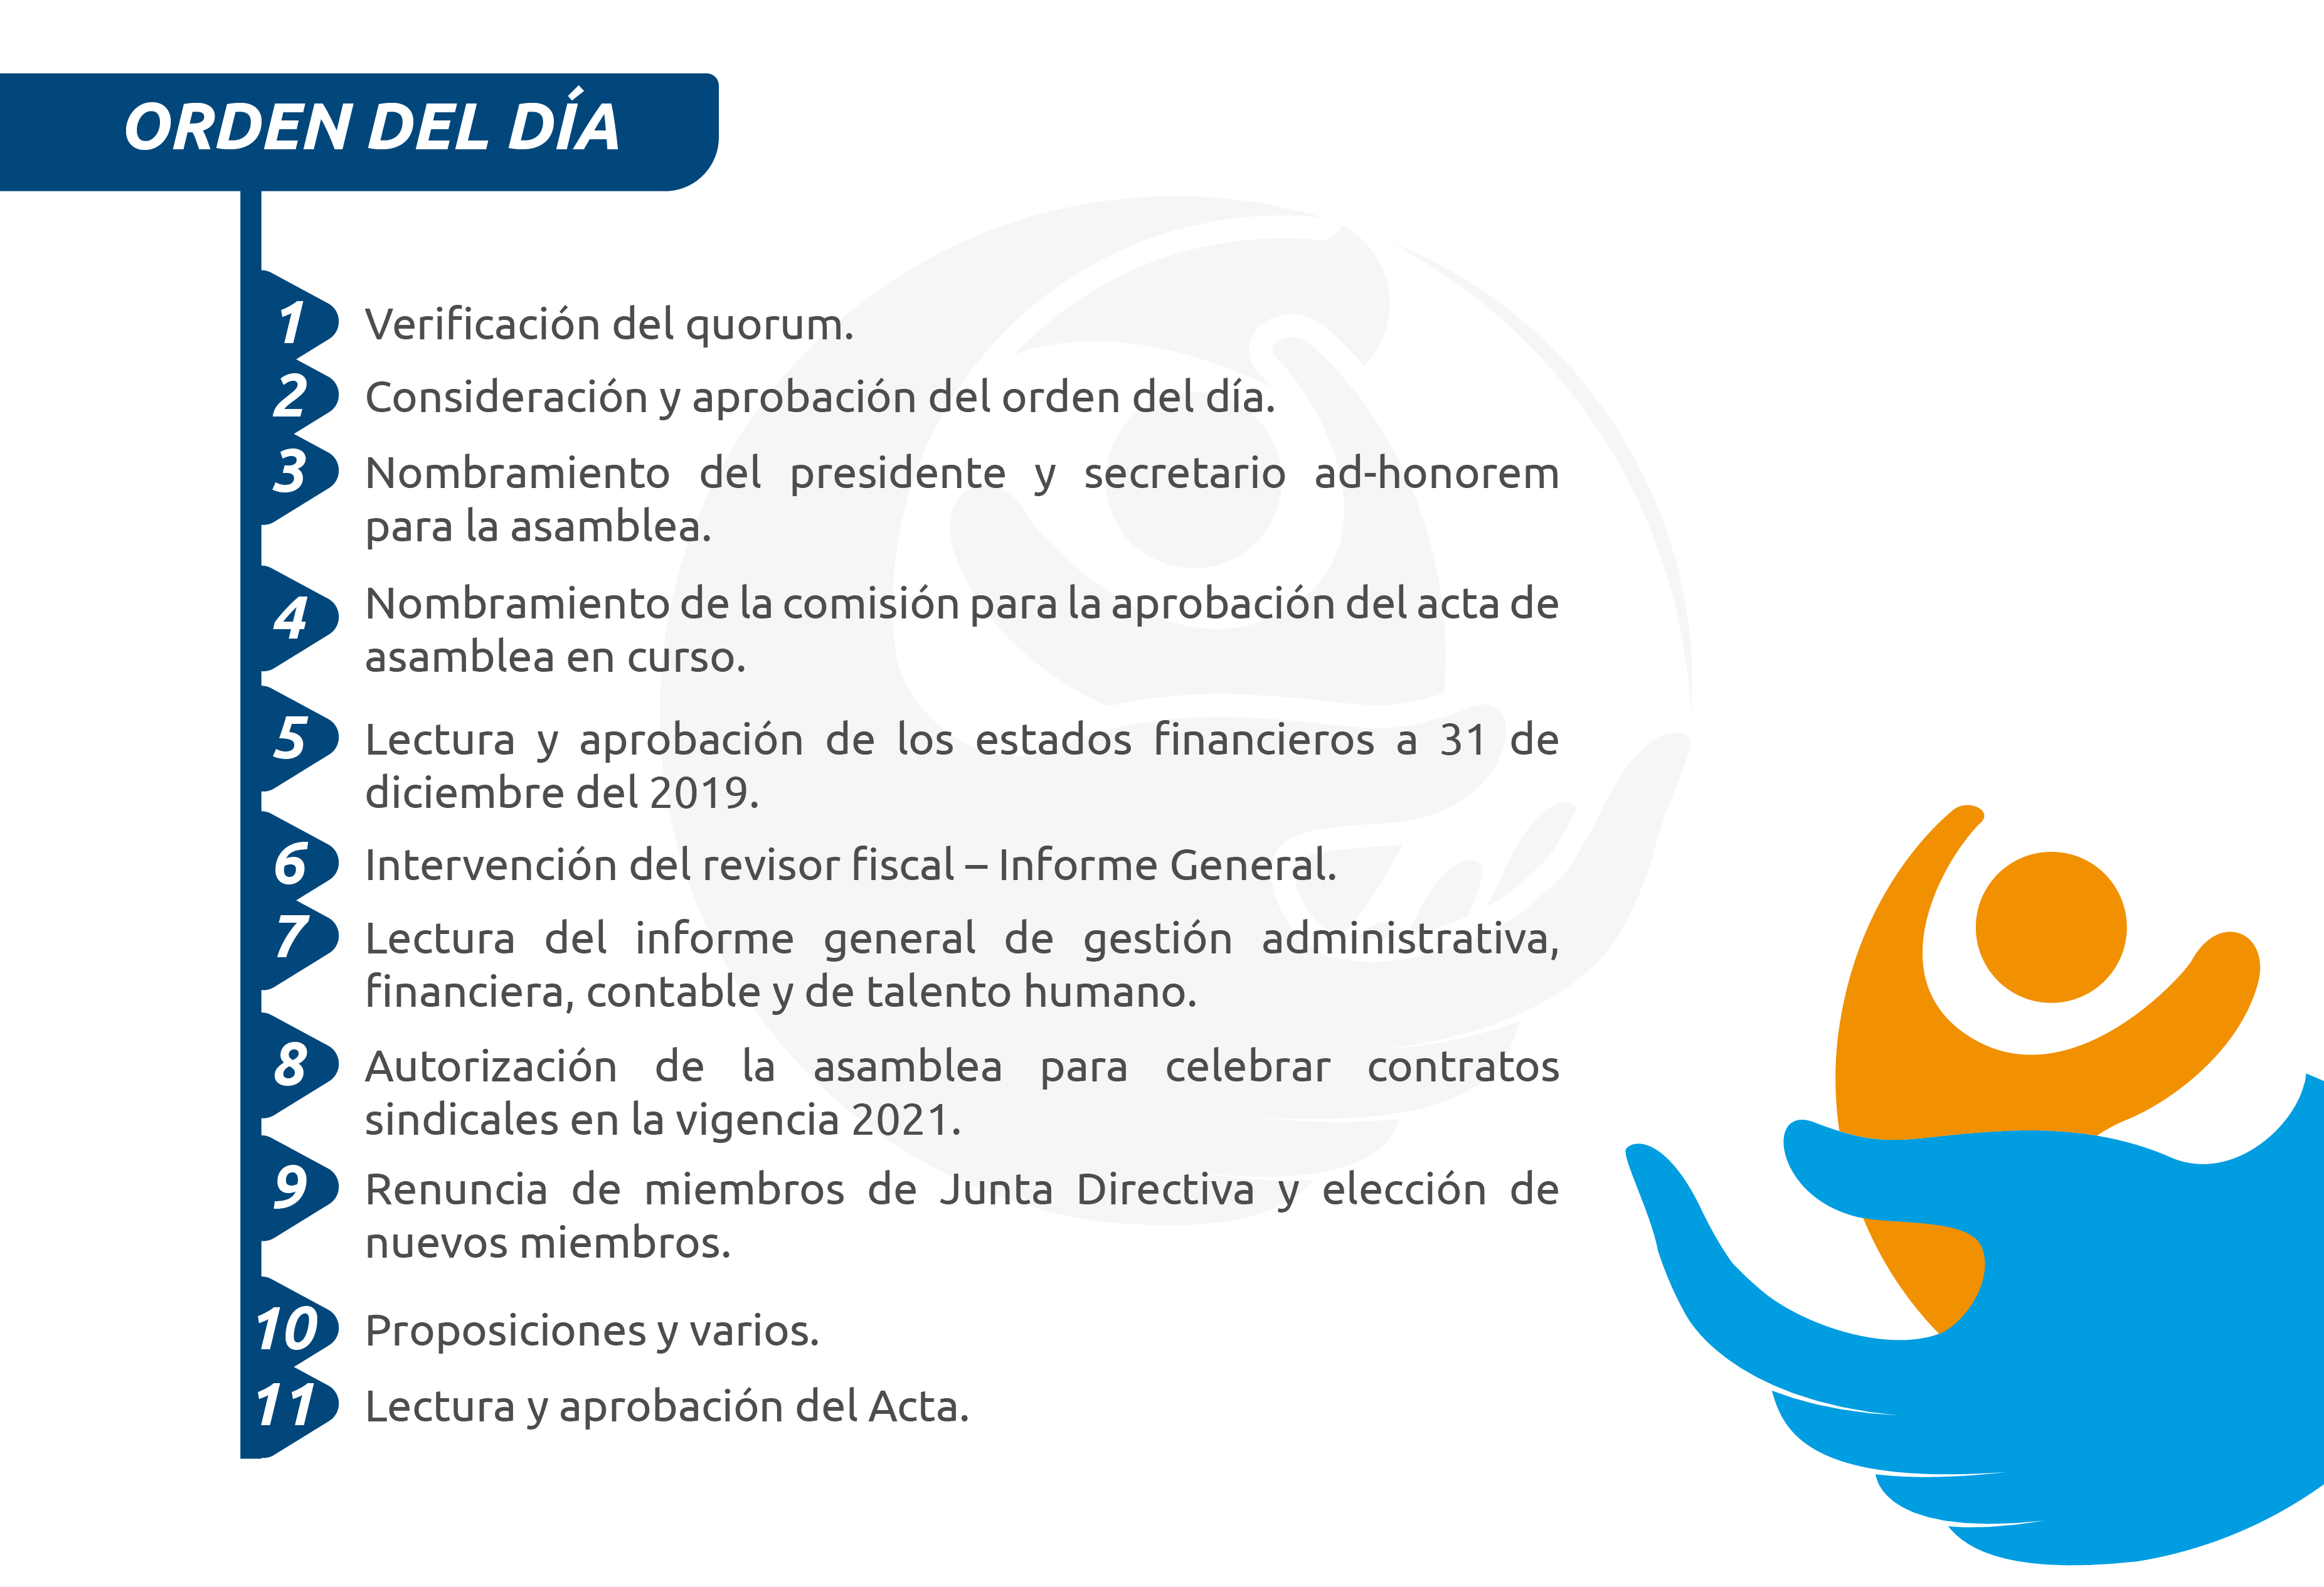 ORDEN DEL DÍA
1 Verificación del quorum.
2 Consideración y aprobación del orden del día.
3 Nombramiento del presidente y secretario ad-honorem
para la asamblea.
4 Nombramiento de la comisión para la aprobación del acta de
asamblea en curso.
5 Lectura y aprobación de los estados financieros a 31 de
diciembre del 2019.
6 Intervención del revisor fiscal – Informe General.
7 Lectura del informe general de gestión administrativa,
financiera, contable y de talento humano.
8 Autorización de la asamblea para celebrar contratos
sindicales en la vigencia 2021.
9 Renuncia de miembros de Junta Directiva y elección de
nuevos miembros.
10 Proposiciones y varios.
11 Lectura y aprobación del Acta.